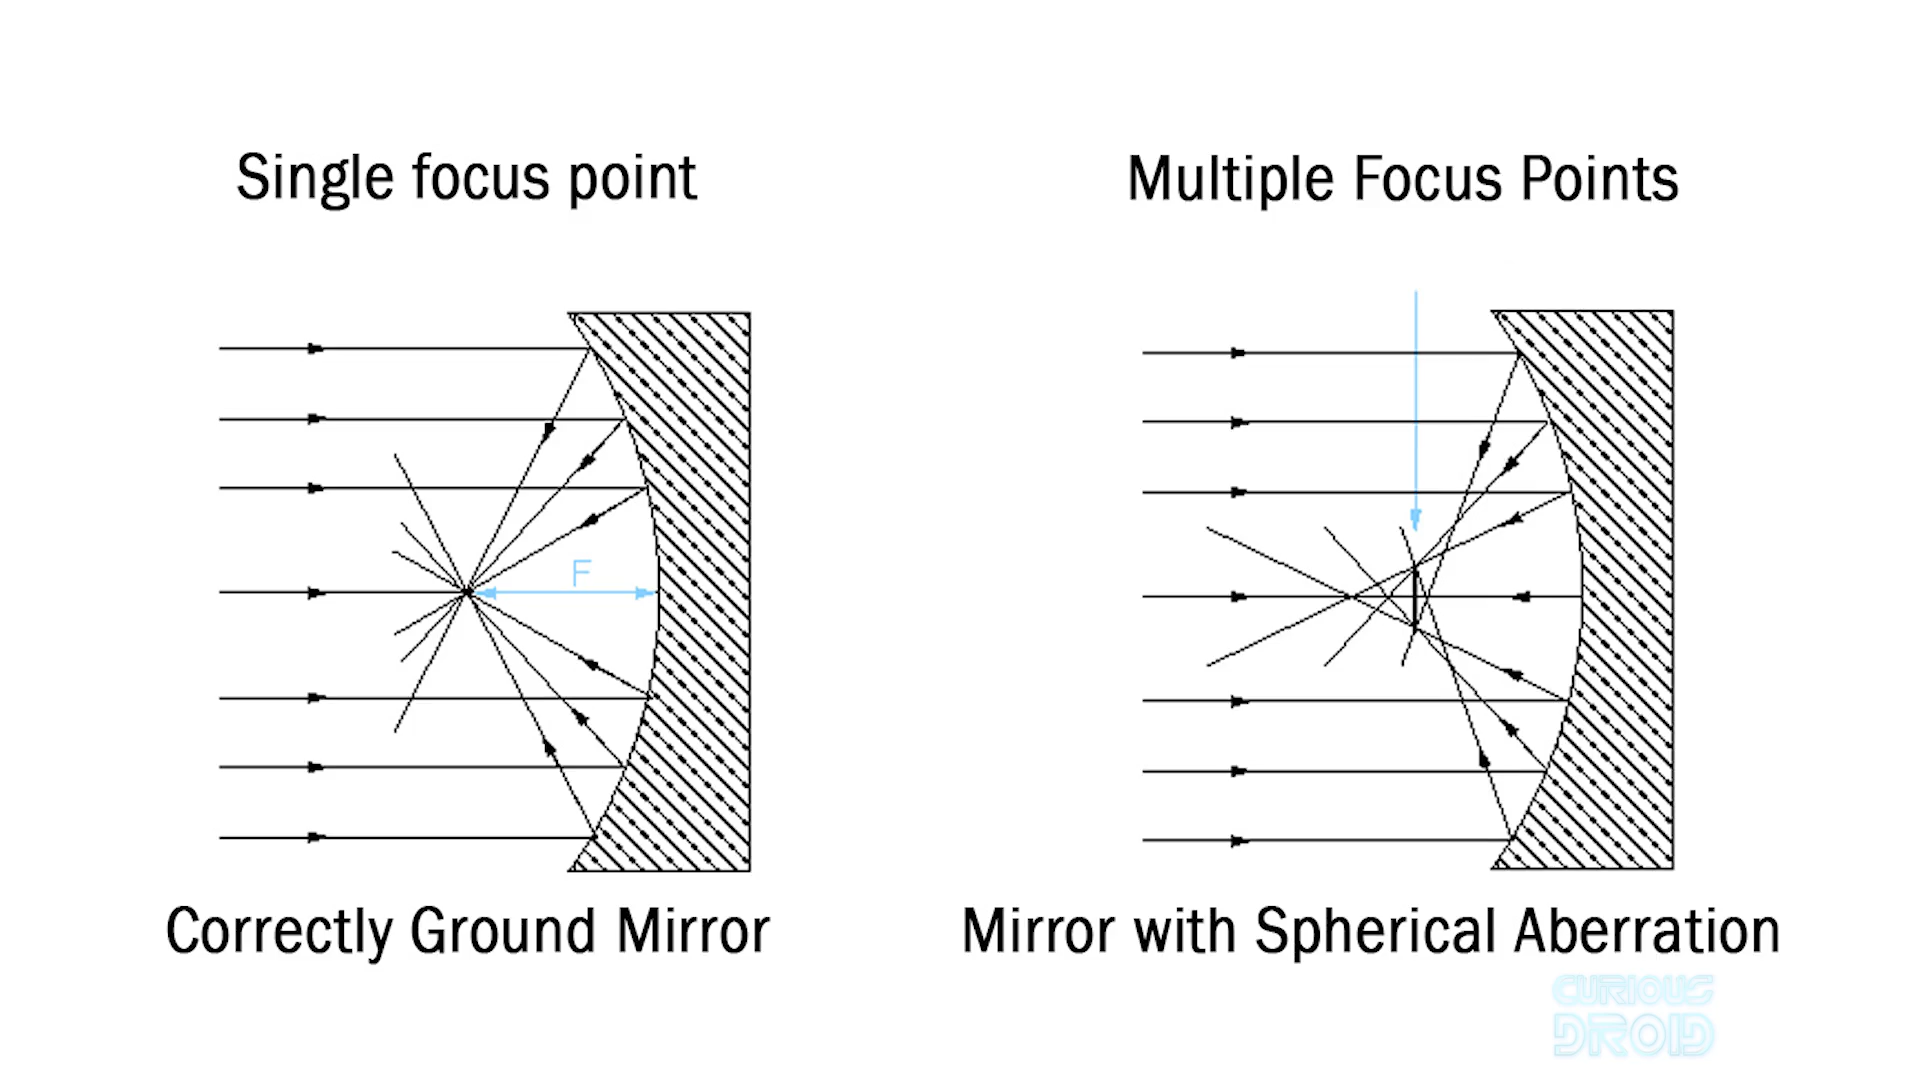 Single focus point
Multiple Focus Points
F
Correctly Ground Mirror
Mirror with Spherical Aberration
CURIOUS
DROID